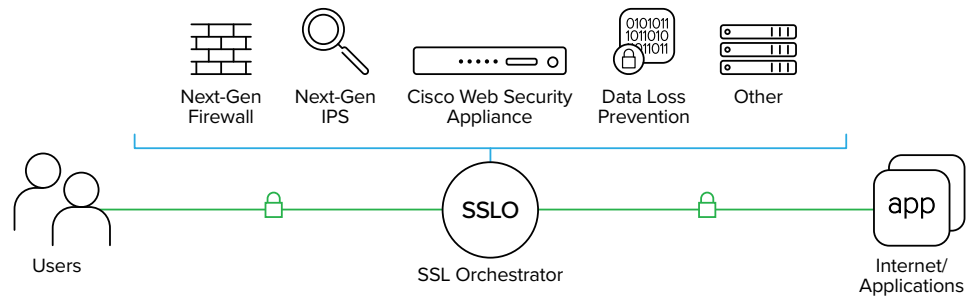 0101011
1011010
011011
Next-Gen
Firewall
Next-Gen
IPS
Cisco Web Security
Appliance
Data Loss
Prevention
Other
SSLO
app
Users
SSL Orchestrator
Internet/
Applications